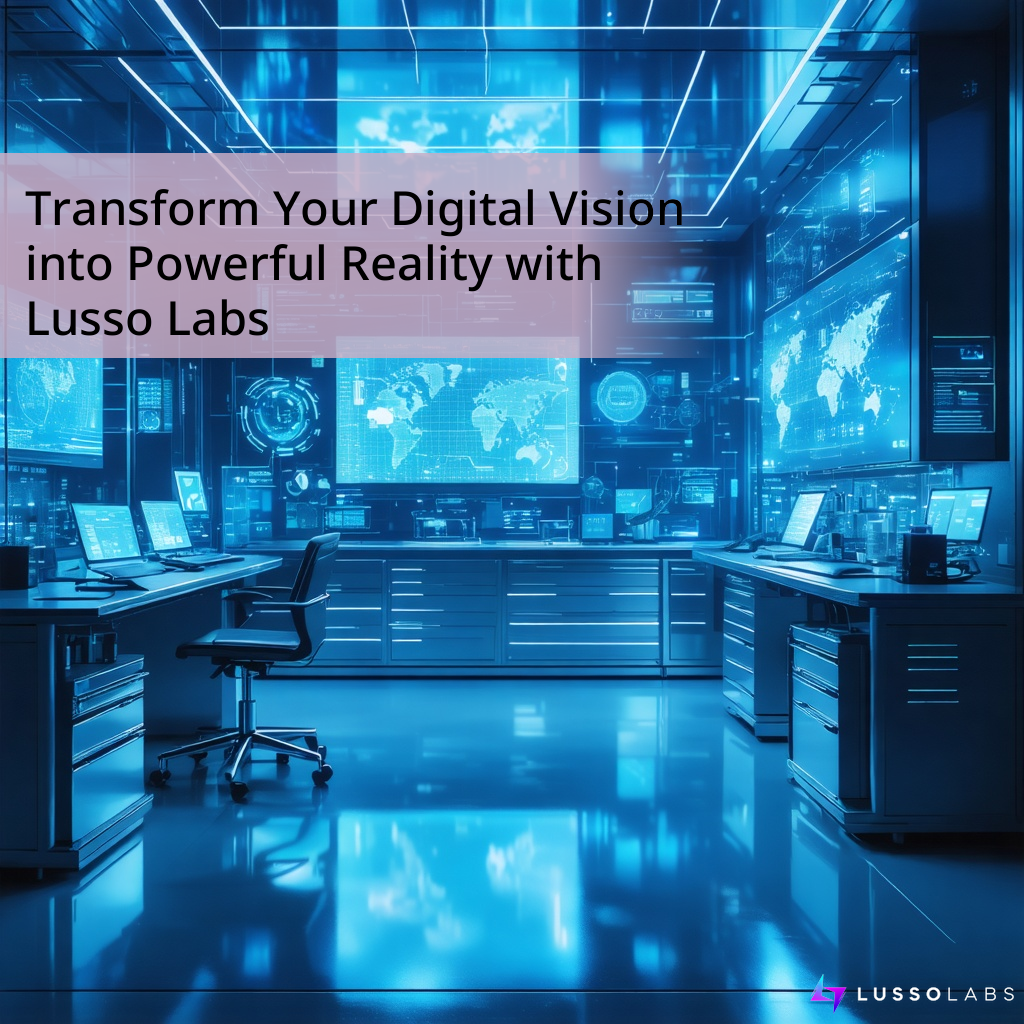 Transform Your Digital Vision
into Powerful Reality with
Lusso Labs
LUSSOLABS